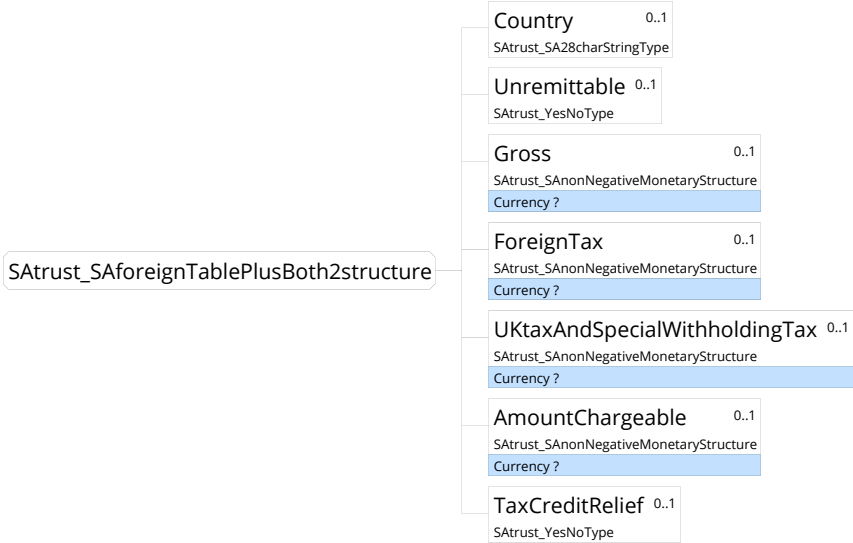 Country 0..1
SAtrust_SA28charStringType
Unremittable 0..1
SAtrust_YesNoType
Gross 0..1
SAtrust_SAnonNegativeMonetaryStructure
Currency ?
SAtrust_SAforeignTablePlusBoth2structure
ForeignTax 0..1
SAtrust_SAnonNegativeMonetaryStructure
Currency ?
UKtaxAndSpecialWithholdingTax 0..1
SAtrust_SAnonNegativeMonetaryStructure
Currency ?
AmountChargeable 0..1
SAtrust_SAnonNegativeMonetaryStructure
Currency ?
TaxCreditRelief 0..1
SAtrust_YesNoType